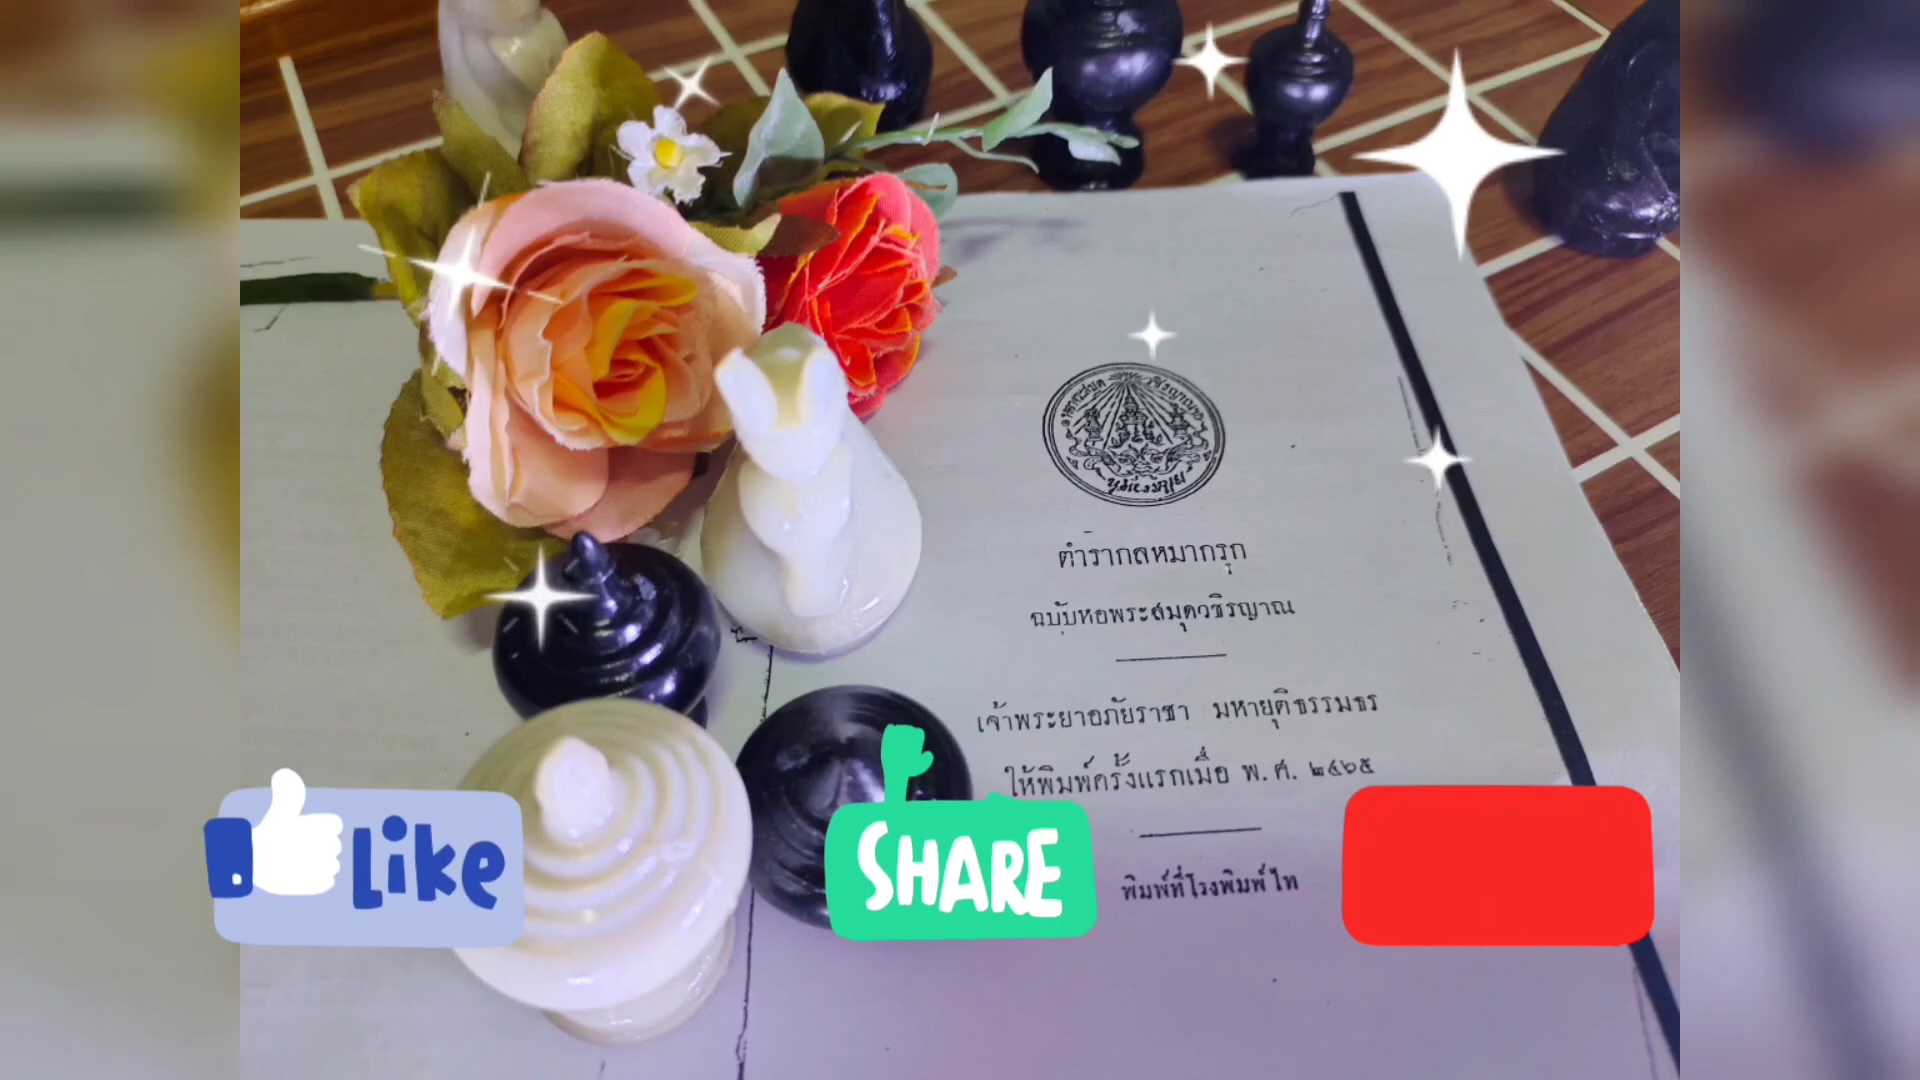 ตำรากลหมากรุก
ฉบับหอพระสมุดวชิรญาณ
เจ้าพระยาอภัยราชา มหายุติธรรมธร
ให้พิมพ์ครั้งแรกเมื่อ พ.ศ. ๒๔๖๕
พิมพ์ที่โรงพิมพ์ไท
Like
SHARE